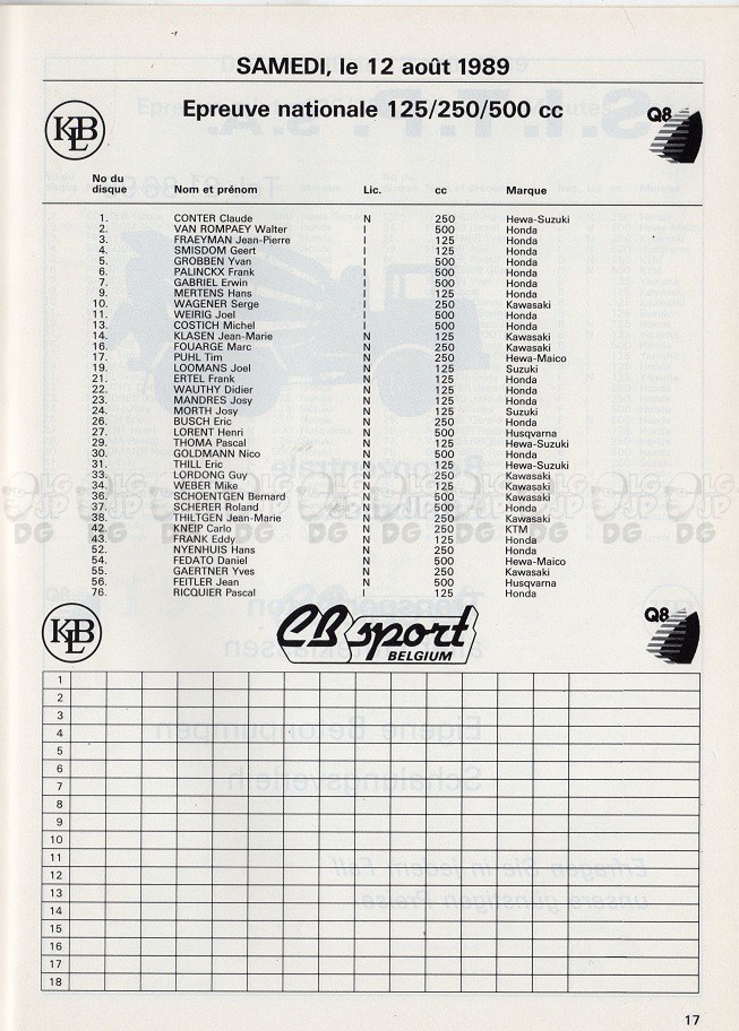 SAMEDI, le 12 août 1989
Epreuve nationale 125/250/500 cc
KLB
Q8
No du disque Nom et prénom Lic. cc Marque
1. CONTER Claude N 250 Hewa-Suzuki
2. VAN ROMPAEY Walter I 500 Honda
3. FRAEYMAN Jean-Pierre I 125 Honda
4. SMISDOM Geert I 125 Honda
5. GROBBEN Yvan I 500 Honda
6. PALINCKX Frank I 500 Honda
7. GABRIEL Erwin I 500 Honda
9. MERTENS Hans I 125 Honda
10. WAGENER Serge I 250 Kawasaki
11. WEIRIG Joel I 500 Honda
13. COSTICH Michel I 500 Honda
14. KLASEN Jean-Marie N 125 Kawasaki
16. FOUARGE Marc N 250 Kawasaki
17. PUHL Tim N 250 Hewa-Maico
19. LOOMANS Joel N 125 Suzuki
21. ERTEL Frank N 125 Honda
22. WAUTHY Didier N 125 Honda
23. MANDRES Josy N 125 Honda
24. MORTH Josy N 125 Suzuki
26. BUSCH Eric N 250 Honda
27. LORENT Henri N 500 Husqvarna
29. THOMA Pascal N 125 Hewa-Suzuki
30. GOLDMANN Nico N 500 Honda
31. THILL Eric N 125 Hewa-Suzuki
33. LORDONG Guy N 250 Kawasaki
34. WEBER Mike N 125 Kawasaki
36. SCHOENTGEN Bernard N 500 Kawasaki
37. SCHERER Roland N 500 Honda
38. THILTGEN Jean-Marie N 250 Kawasaki
42. KNEIP Carlo N 250 KTM
43. FRANK Eddy N 125 Honda
52. NYENHUIS Hans N 250 Honda
54. FEDATO Daniel N 500 Hewa-Maico
55. GAERTNER Yves N 250 Kawasaki
56. FEITLER Jean N 500 Husqvarna
76. RICQUIER Pascal I 125 Honda
KLB
CB sport
BELGIUM
Q8
1
2
3
4
5
6
7
8
9
10
11
12
13
14
15
16
17
18
17